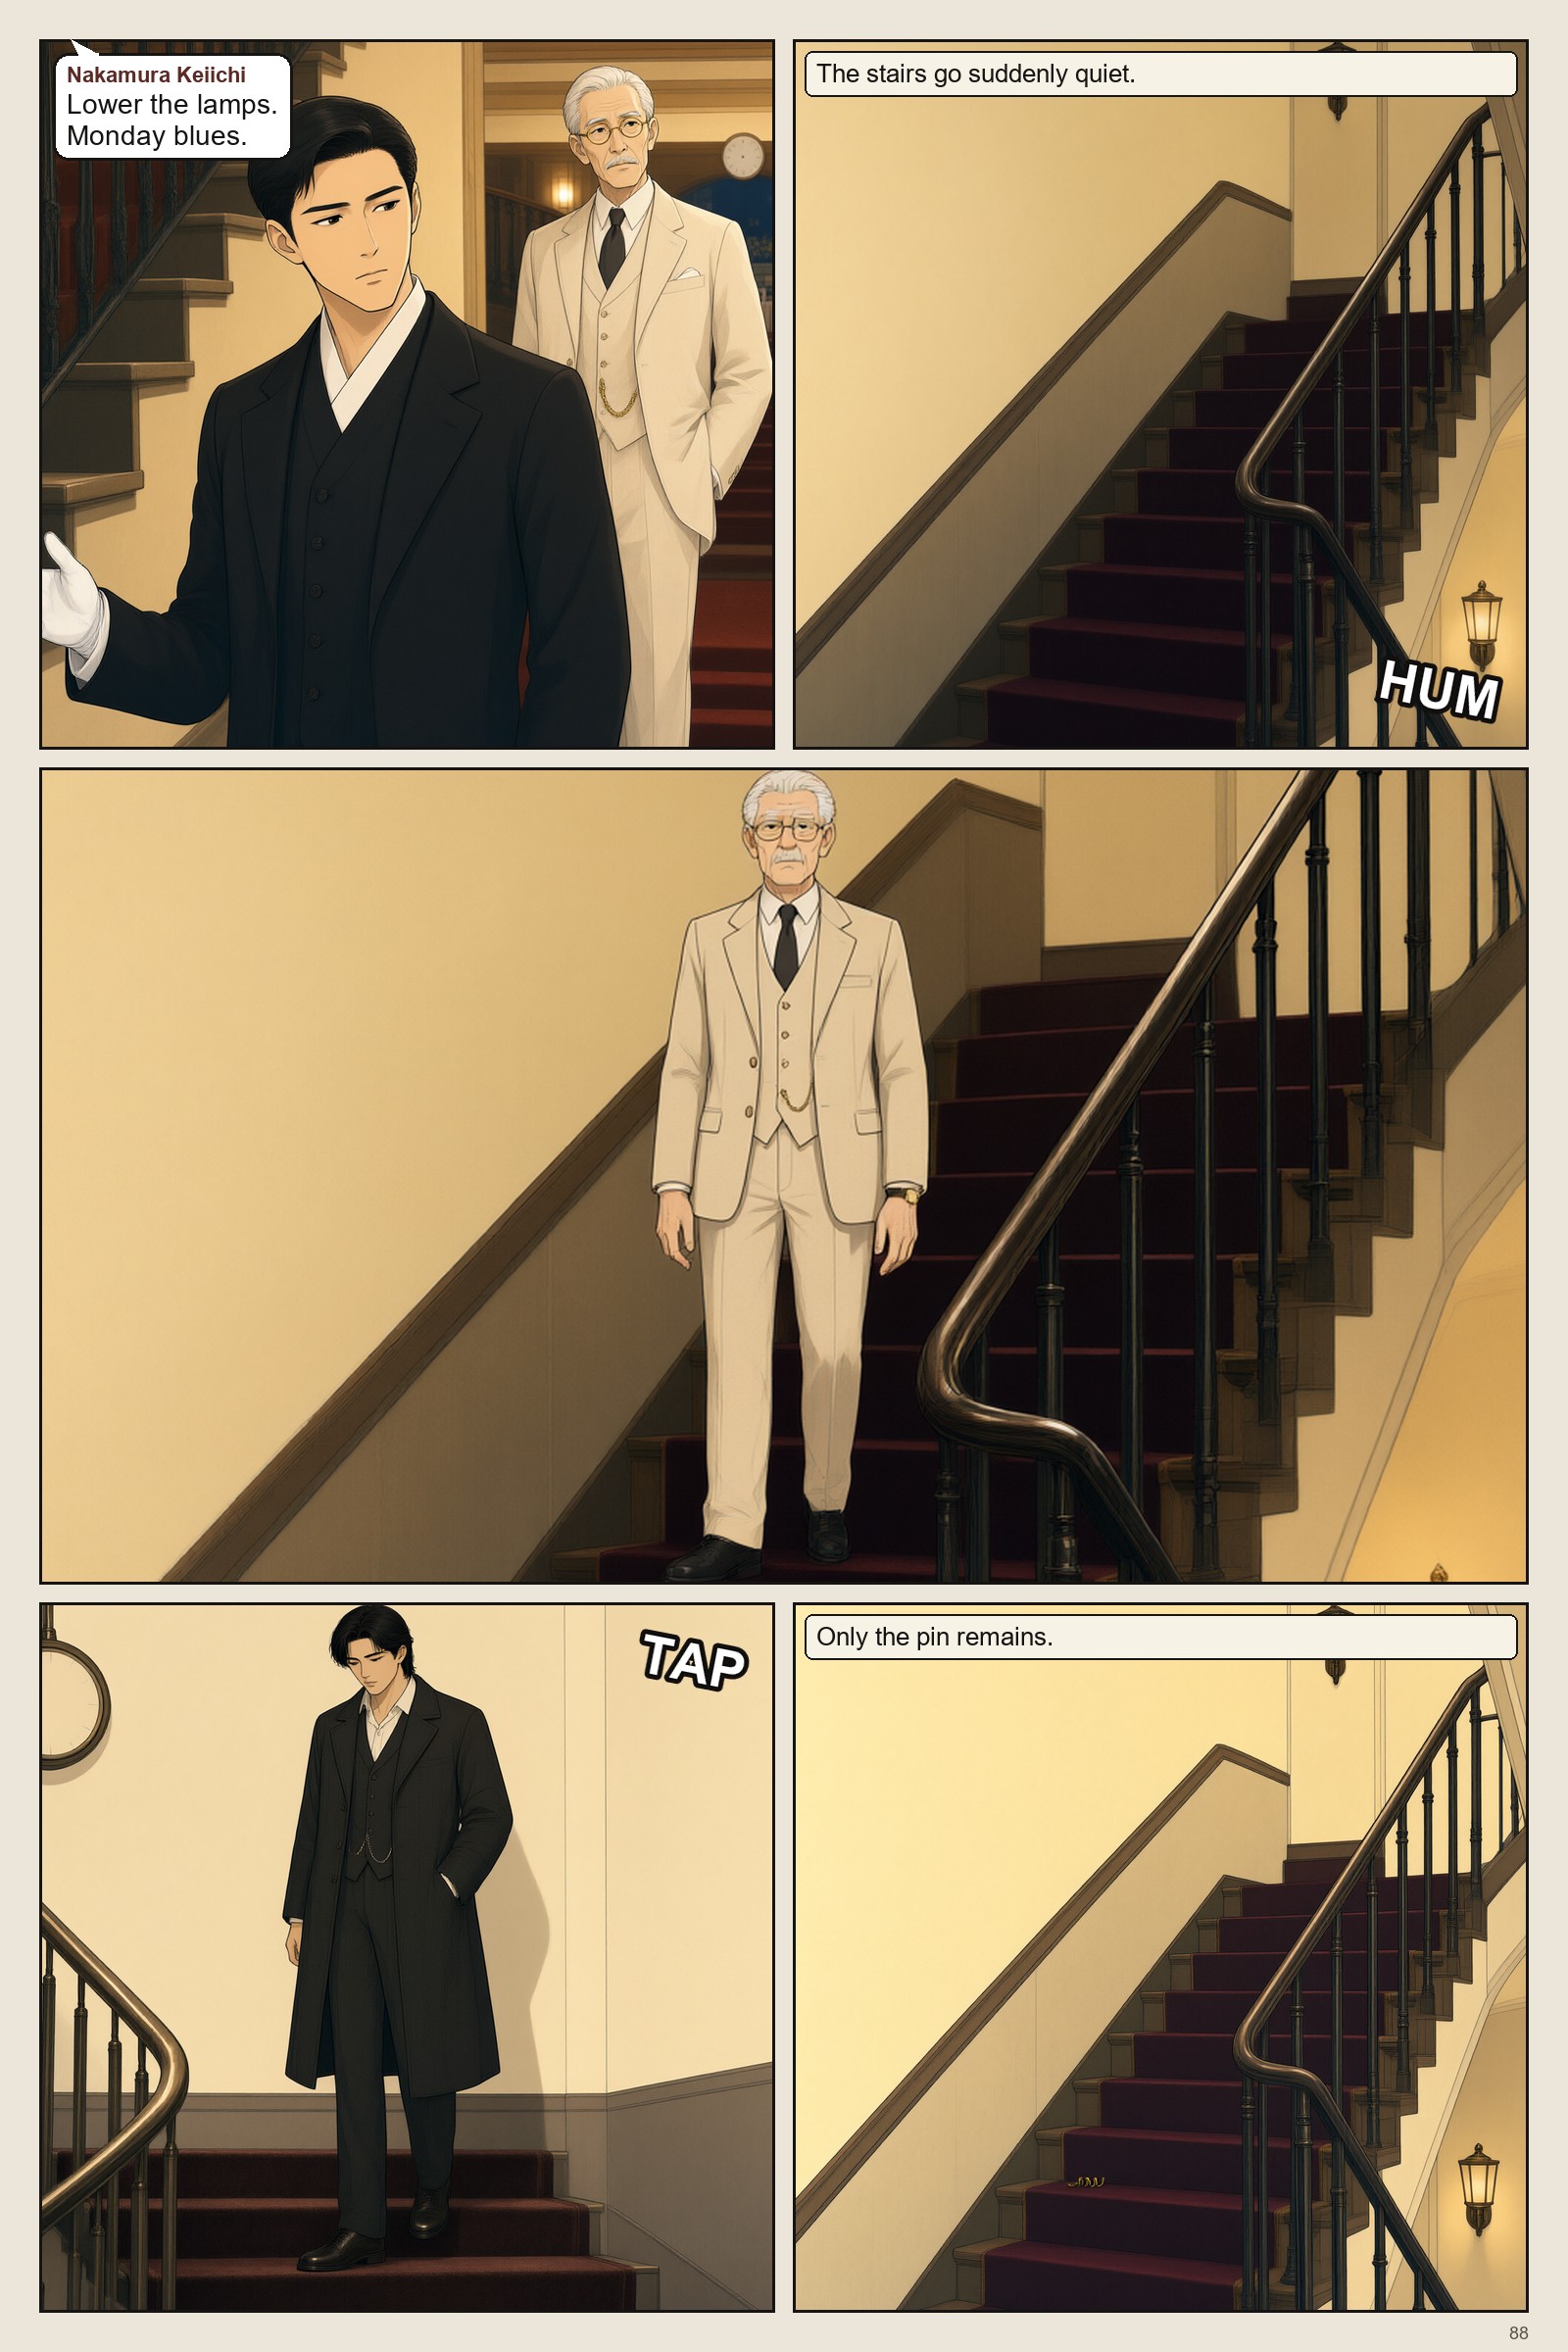 Nakamura Keiichi
Lower the lamps.
Monday blues.
The stairs go suddenly quiet.
HUM
TAP
Only the pin remains.
88